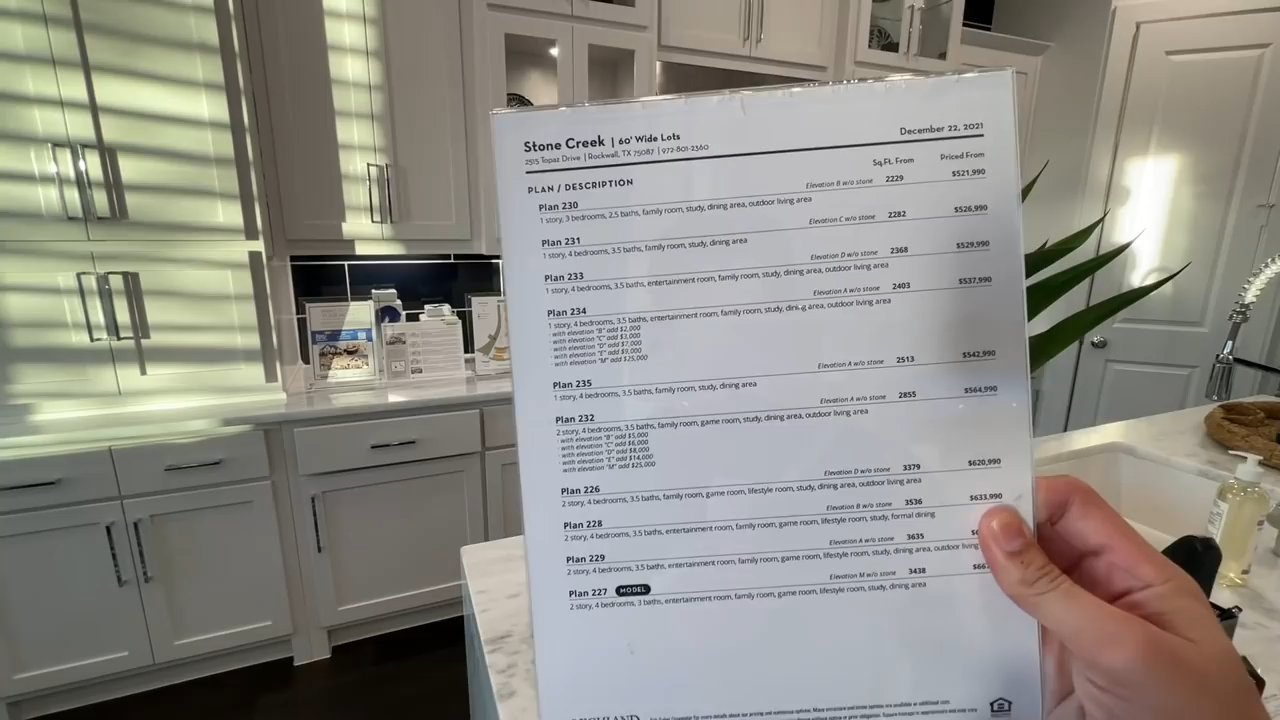 Stone Creek | 60' Wide Lots
December 22, 2021
2515 Topaz Drive | Rockwall, TX 75087 | 972-801-2360
PLAN / DESCRIPTION
Sq.Ft. From
Priced From
Plan 230
Elevation B w/o stone 2229 $521,990
1 story, 3 bedrooms, 2.5 baths, family room, study, dining area, outdoor living area
Plan 231
Elevation C w/o stone 2282 $526,990
1 story, 4 bedrooms, 3.5 baths, family room, study, dining area
Plan 233
Elevation D w/o stone 2368 $529,990
1 story, 4 bedrooms, 3.5 baths, entertainment room, family room, study, dining area, outdoor living area
Plan 234
Elevation A w/o stone 2403 $537,990
1 story, 4 bedrooms, 3.5 baths, entertainment room, family room, study, dining area, outdoor living area
- with elevation "B" add $2,000
- with elevation "C" add $3,000
- with elevation "D" add $7,000
- with elevation "E" add $9,000
- with elevation "M" add $25,000
Plan 235
Elevation A w/o stone 2513 $542,990
1 story, 4 bedrooms, 3.5 baths, family room, study, dining area
Plan 232
Elevation A w/o stone 2855 $564,990
2 story, 4 bedrooms, 3.5 baths, family room, game room, study, dining area, outdoor living area
- with elevation "B" add $5,000
- with elevation "C" add $6,000
- with elevation "D" add $8,000
- with elevation "E" add $14,000
with elevation "M" add $25,000
Plan 226
Elevation D w/o stone 3379 $620,990
2 story, 4 bedrooms, 3.5 baths, family room, game room, lifestyle room, study, dining area, outdoor living area
Plan 228
Elevation B w/o stone 3536 $633,990
2 story, 4 bedrooms, 3.5 baths, entertainment room, family room, game room, lifestyle room, study, formal dining
Plan 229
Elevation A w/o stone 3635
2 story, 4 bedrooms, 3.5 baths, entertainment room, family room, game room, lifestyle room, study, dining area, outdoor living
Plan 227 MODEL
Elevation M w/o stone 3438
2 story, 4 bedrooms, 3 baths, entertainment room, family room, game room, lifestyle room, study, dining area